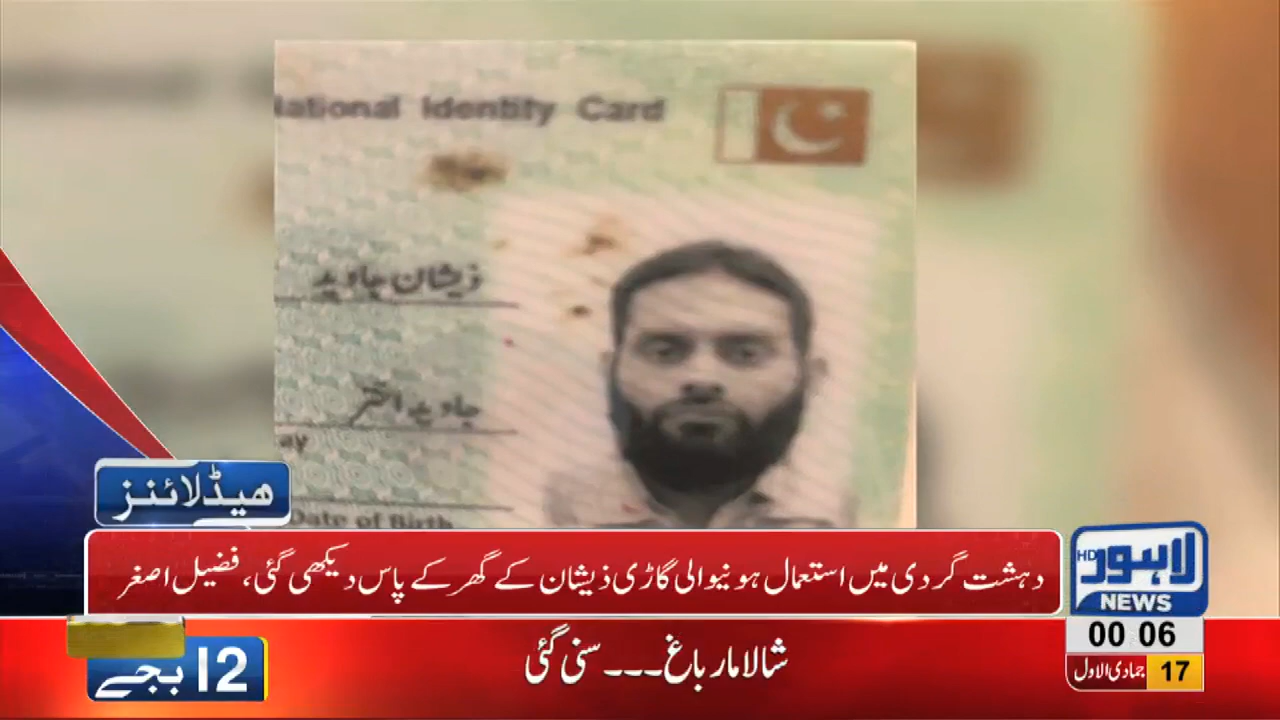 National Identity Card
ذیشان جاوید
جاوید اختر
Date of Birth
ھیڈلائنز
دہشت گردی میں استعمال ہونیوالی گاڑی ذیشان کے گھر کے پاس دیکھی گئی، فضیل اصغر
لاہور HD
NEWS
00 06
17 جمادی الاول
12 بجے
شالامار باغ۔۔۔ سنی گئی